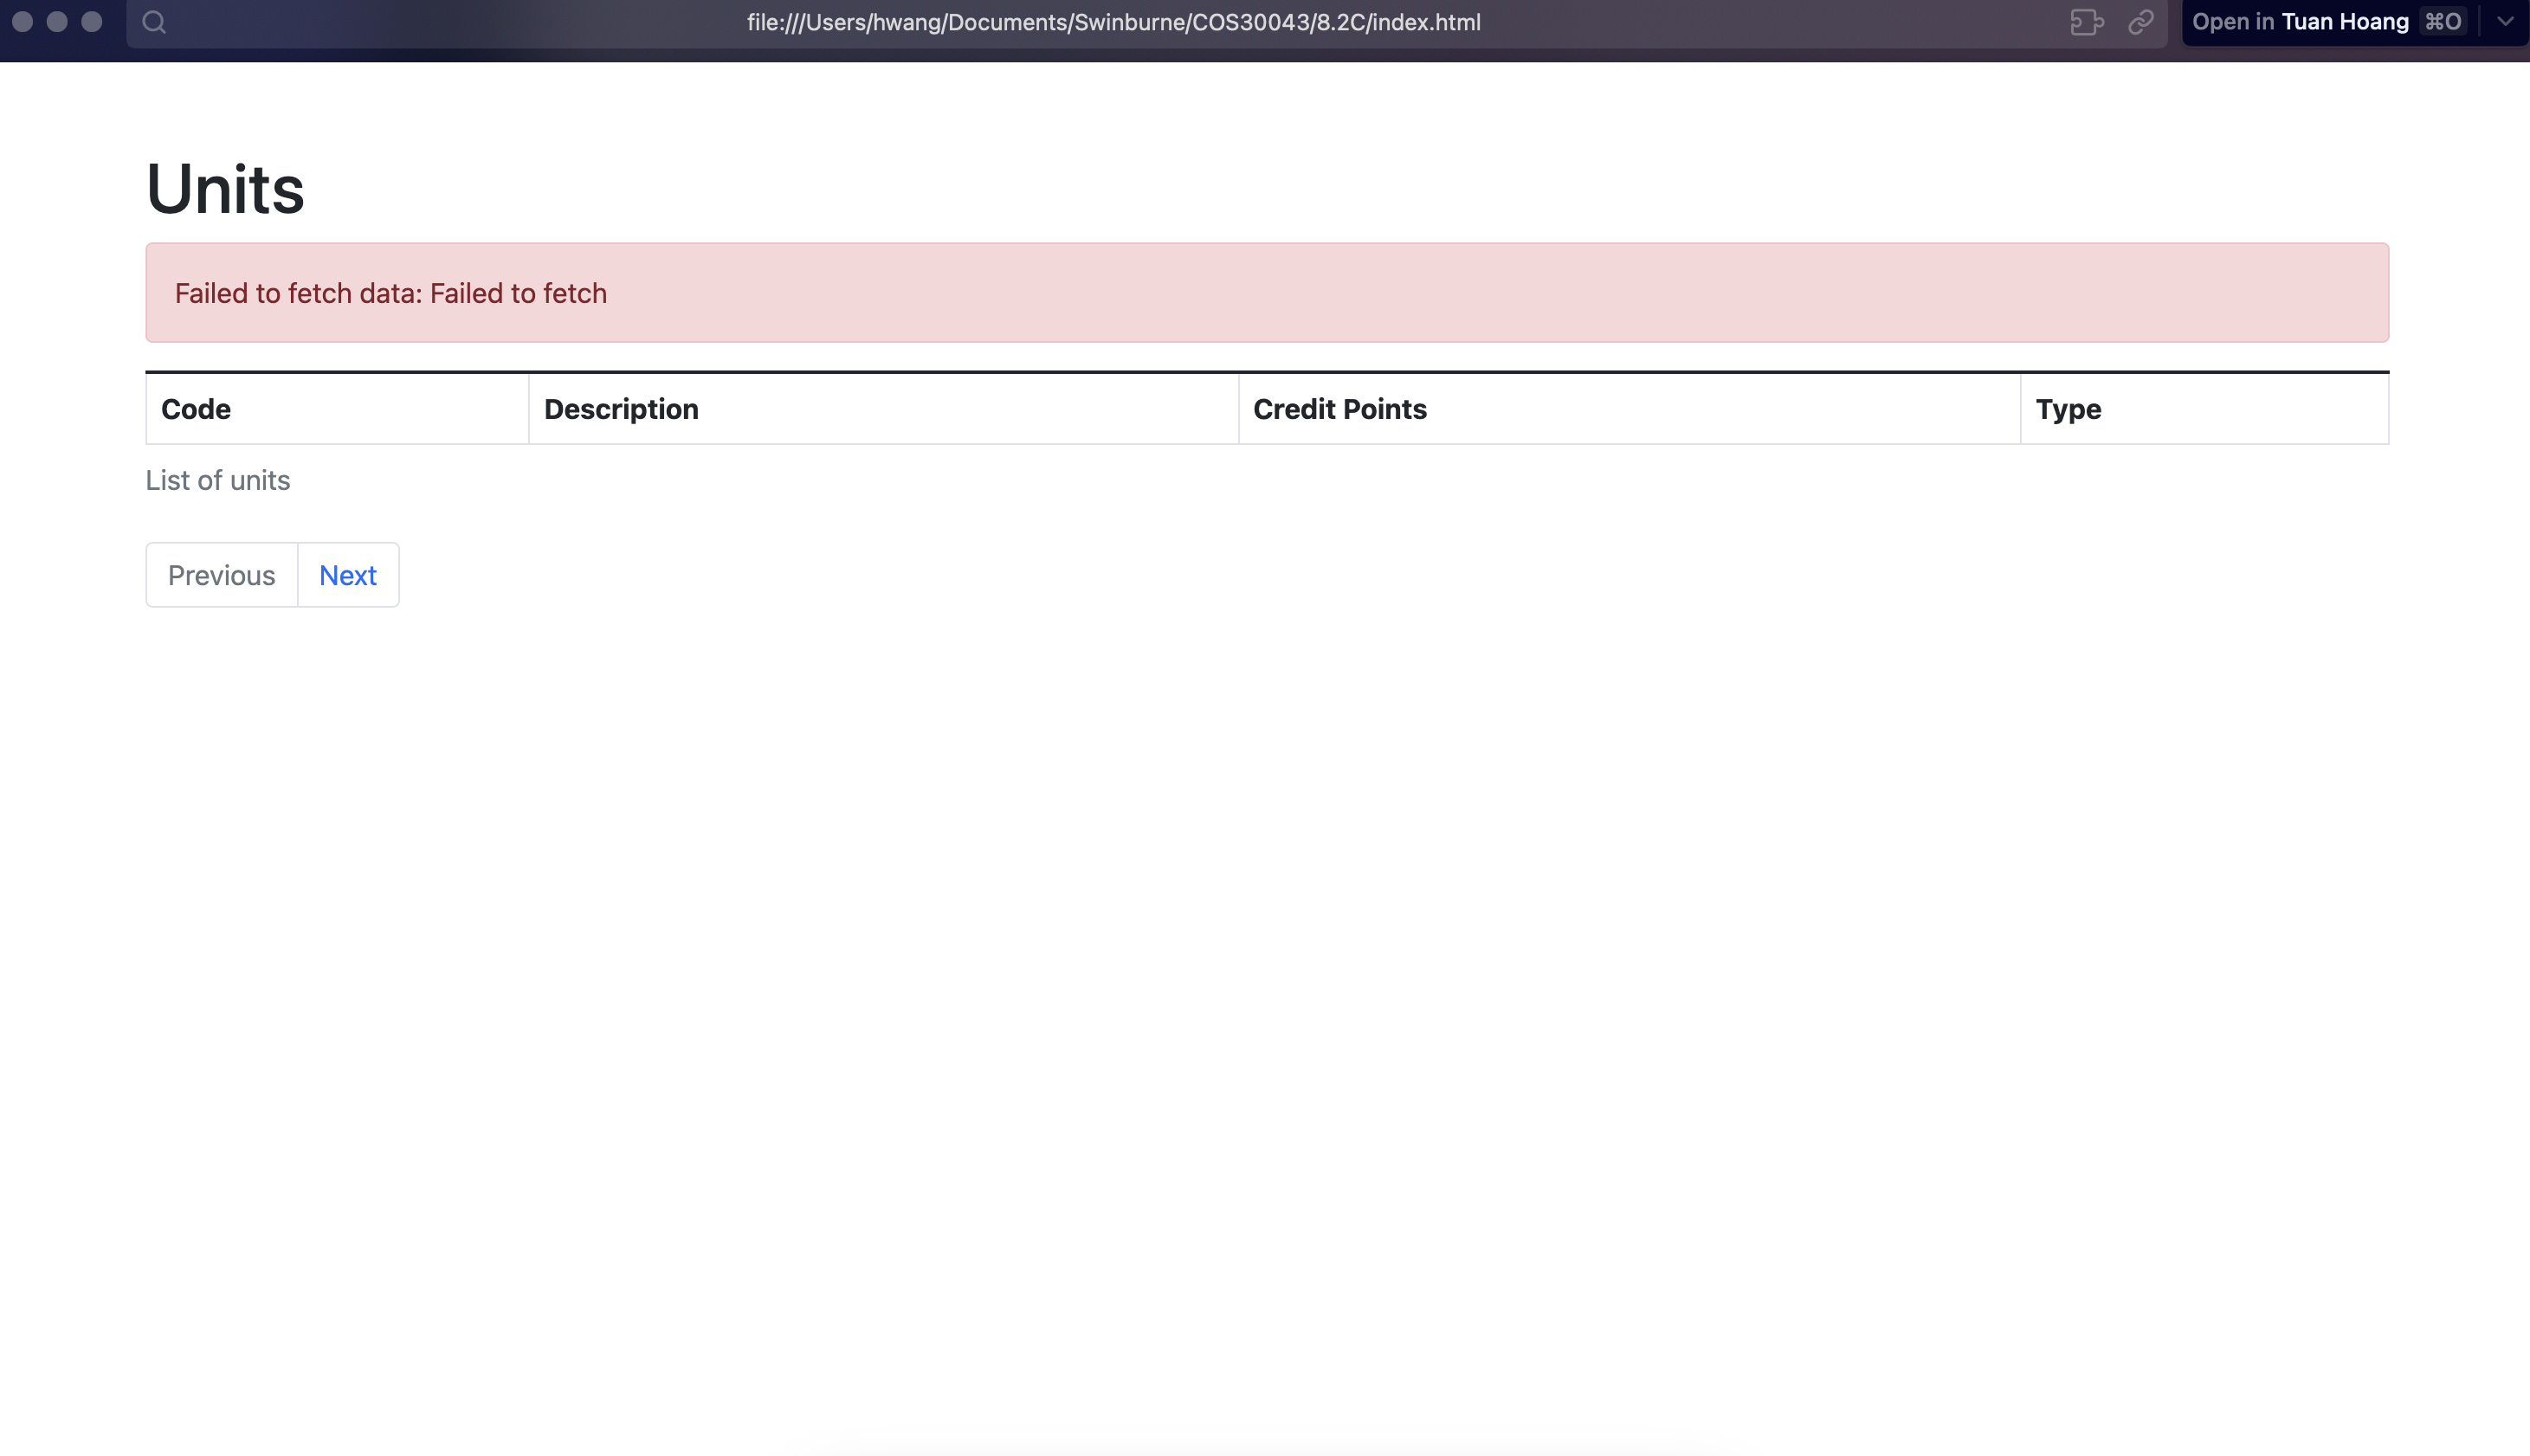 file:///Users/hwang/Documents/Swinburne/COS30043/8.2C/index.html
Open in Tuan Hoang ⌘O
Units
Failed to fetch data: Failed to fetch
Code Description Credit Points Type
List of units
Previous Next